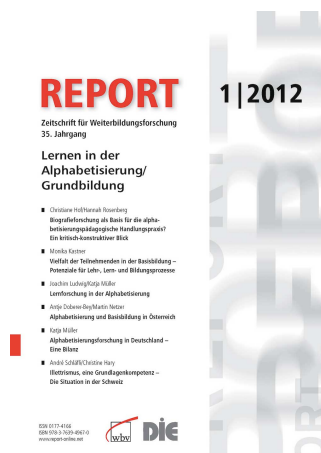 REPORT
1|2012
Zeitschrift für Weiterbildungsforschung
35. Jahrgang
Lernen in der
Alphabetisierung/
Grundbildung
Christiane Hof/Hannah Rosenberg
Biografieforschung als Basis für die alpha-
betisierungspädagogische Handlungspraxis?
Ein kritisch-konstruktiver Blick
Monika Kastner
Vielfalt der Teilnehmenden in der Basisbildung –
Potenziale für Lehr-, Lern- und Bildungsprozesse
Joachim Ludwig/Katja Müller
Lernforschung in der Alphabetisierung
Antje Doberer-Bey/Martin Netzer
Alphabetisierung und Basisbildung in Österreich
Katja Müller
Alphabetisierungsforschung in Deutschland –
Eine Bilanz
André Schläfli/Christine Hary
Illettrismus, eine Grundlagenkompetenz –
Die Situation in der Schweiz
ISSN 0177-4166
ISBN 978-3-7639-4967-0
www.report-online.net
wbv
DIE